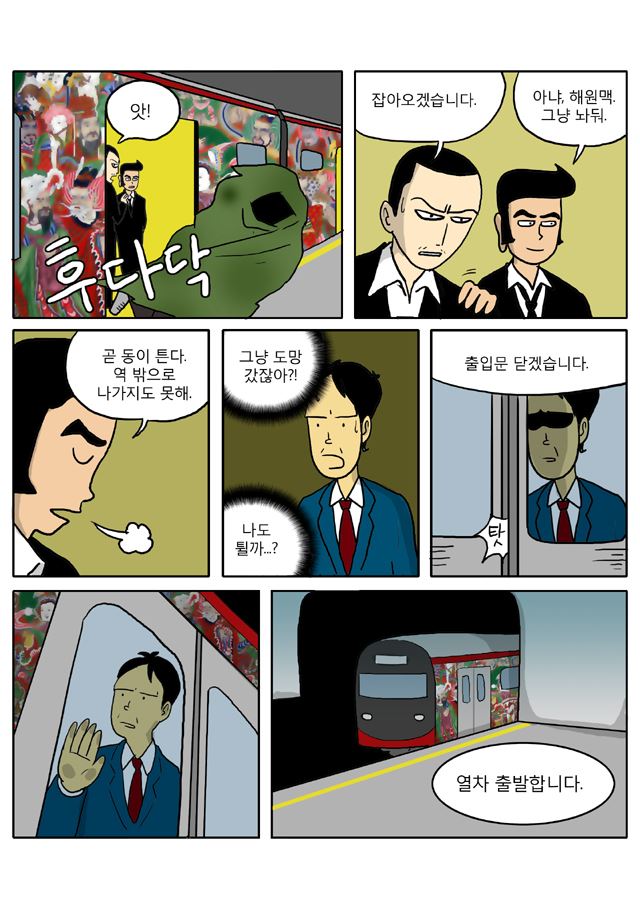 앗!
후다닥
잡아오겠습니다.
아냐, 해원맥.
그냥 놔둬.
곧 동이 튼다.
역 밖으로
나가지도 못해.
그냥 도망
갔잖아?!
나도
튈까...?
출입문 닫겠습니다.
탓
열차 출발합니다.